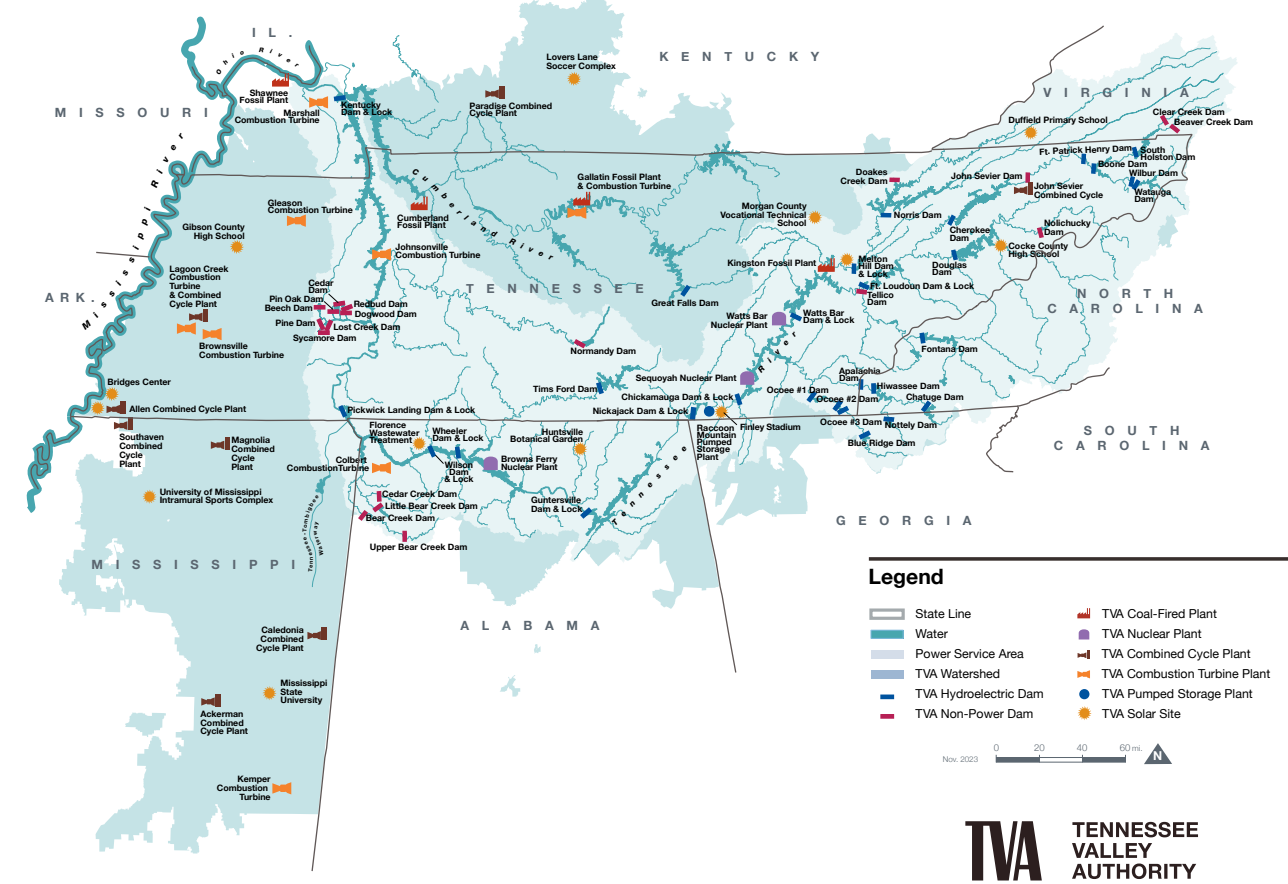 IL.
Ohio River
KENTUCKY
MISSOURI
VIRGINIA
Lovers Lane
Soccer Complex
Shawnee
Fossil Plant
Marshall
Combustion Turbine
Kentucky
Dam & Lock
Paradise Combined
Cycle Plant
Clear Creek Dam
Beaver Creek Dam
Duffield Primary School
Ft. Patrick Henry Dam
South
Holston Dam
Boone Dam
Wilbur Dam
Watauga
Dam
Mississippi River
Cumberland River
Doakes
Creek Dam
John Sevier Dam
John Sevier
Combined Cycle
Gallatin Fossil Plant
& Combustion Turbine
Gleason
Combustion Turbine
Cumberland
Fossil Plant
Morgan County
Vocational Technical
School
Norris Dam
Cherokee
Dam
Nolichucky
Dam
Gibson County
High School
Johnsonville
Combustion Turbine
Cocke County
High School
Douglas
Dam
Kingston Fossil Plant
Melton
Hill Dam
& Lock
Lagoon Creek
Combustion
Turbine
& Combined
Cycle Plant
ARK.
TENNESSEE
NORTH
CAROLINA
Cedar
Dam
Pin Oak Dam
Beech Dam
Redbud Dam
Dogwood Dam
Pine Dam
Lost Creek Dam
Sycamore Dam
Great Falls Dam
Ft. Loudoun Dam & Lock
Tellico
Dam
Watts Bar
Nuclear Plant
Watts Bar
Dam & Lock
Brownsville
Combustion Turbine
Normandy Dam
River
Fontana Dam
Bridges Center
Allen Combined Cycle Plant
Tims Ford Dam
Sequoyah Nuclear Plant
Chickamauga Dam & Lock
Nickajack Dam & Lock
Apalachia
Dam
Hiwassee Dam
Ocoee #1 Dam
Ocoee #2 Dam
Ocoee #3 Dam
Chatuge Dam
Nottely Dam
Blue Ridge Dam
Pickwick Landing Dam & Lock
Southaven
Combined
Cycle
Plant
Magnolia
Combined
Cycle
Plant
Florence
Wastewater
Treatment
Wheeler
Dam & Lock
Huntsville
Botanical Garden
Raccoon
Mountain
Pumped
Storage
Plant
Finley Stadium
SOUTH
CAROLINA
Colbert
CombustionTurbine
Wilson
Dam
& Lock
Browns Ferry
Nuclear Plant
Tennessee
University of Mississippi
Intramural Sports Complex
Cedar Creek Dam
Little Bear Creek Dam
Bear Creek Dam
Upper Bear Creek Dam
Guntersville
Dam & Lock
Tennessee-Tombigbee
Waterway
GEORGIA
MISSISSIPPI
ALABAMA
Caledonia
Combined
Cycle Plant
Mississippi
State
University
Ackerman
Combined
Cycle Plant
Kemper
Combustion
Turbine
Legend
State Line
Water
Power Service Area
TVA Watershed
TVA Hydroelectric Dam
TVA Non-Power Dam
TVA Coal-Fired Plant
TVA Nuclear Plant
TVA Combined Cycle Plant
TVA Combustion Turbine Plant
TVA Pumped Storage Plant
TVA Solar Site
Nov. 2023
0 20 40 60 mi.
N
TVA
TENNESSEE
VALLEY
AUTHORITY